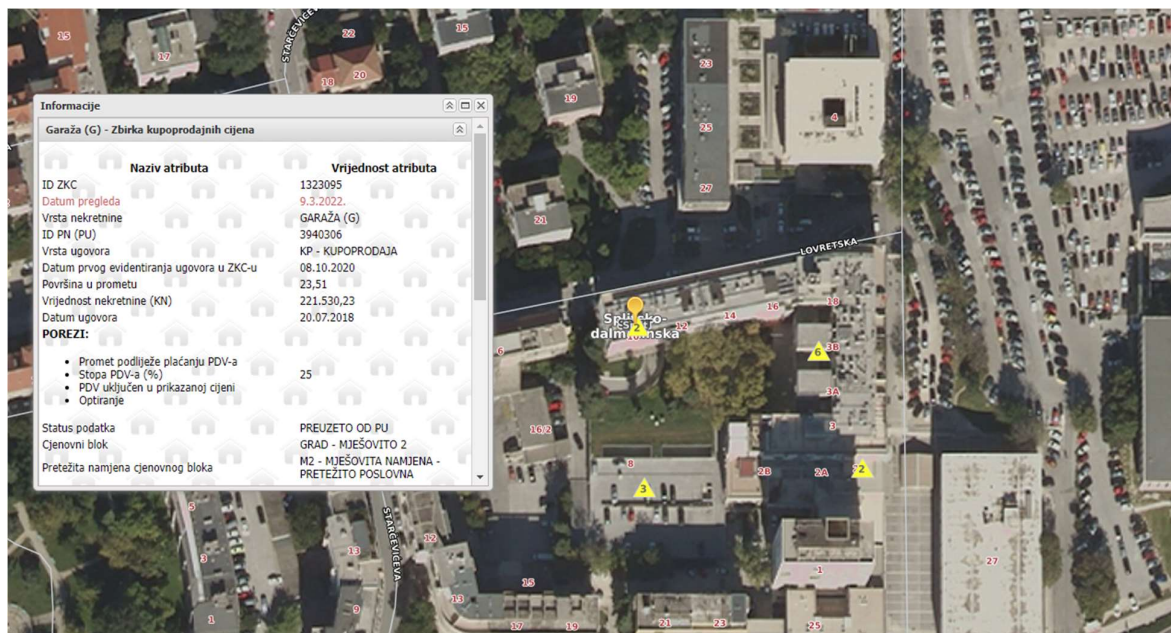 Informacije
Garaža (G) - Zbirka kupoprodajnih cijena
Naziv atributa Vrijednost atributa
ID ZKC 1323095
Datum pregleda 9.3.2022.
Vrsta nekretnine GARAŽA (G)
ID PN (PU) 3940306
Vrsta ugovora KP - KUPOPRODAJA
Datum prvog evidentiranja ugovora u ZKC-u 08.10.2020
Površina u prometu 23,51
Vrijednost nekretnine (KN) 221.530,23
Datum ugovora 20.07.2018
POREZI:
• Promet podliježe plaćanju PDV-a
• Stopa PDV-a (%) 25
• PDV uključen u prikazanoj cijeni
• Optiranje
Status podatka PREUZETO OD PU
Cjenovni blok GRAD - MJEŠOVITO 2
Pretežita namjena cjenovnog bloka M2 - MJEŠOVITA NAMJENA -
PRETEŽITO POSLOVNA
15
17
STARČEVIĆEVA
22
18
20
15
19
21
23
25
27
4
LOVRETSKA
16
18
14
12
Splitsko-
dalmatinska
2
6
3B
6
3A
3
16/2
8
3
2B
2A
2
1
27
5
3
1
13
9
STARČEVIĆEVA
12
13
15
17
19
21
23
25